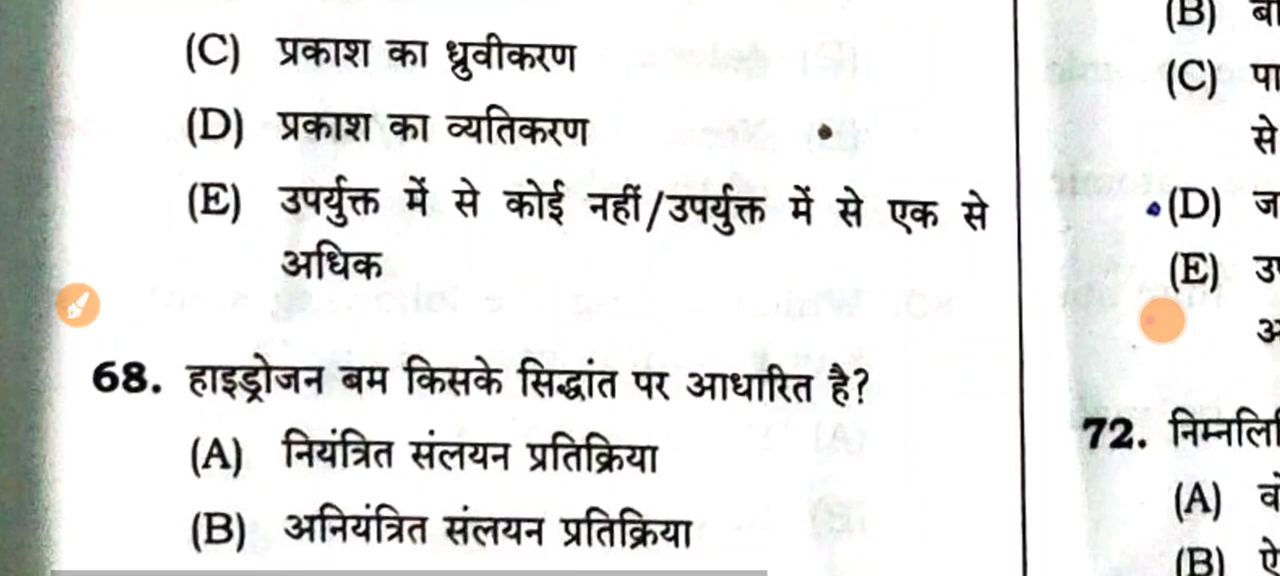 (C) प्रकाश का ध्रुवीकरण
(D) प्रकाश का व्यतिकरण
(E) उपर्युक्त में से कोई नहीं/उपर्युक्त में से एक से
अधिक
68. हाइड्रोजन बम किसके सिद्धांत पर आधारित है?
(A) नियंत्रित संलयन प्रतिक्रिया
(B) अनियंत्रित संलयन प्रतिक्रिया
(B)
(C)
से
(D)
(E)
72.
(A)
(B)